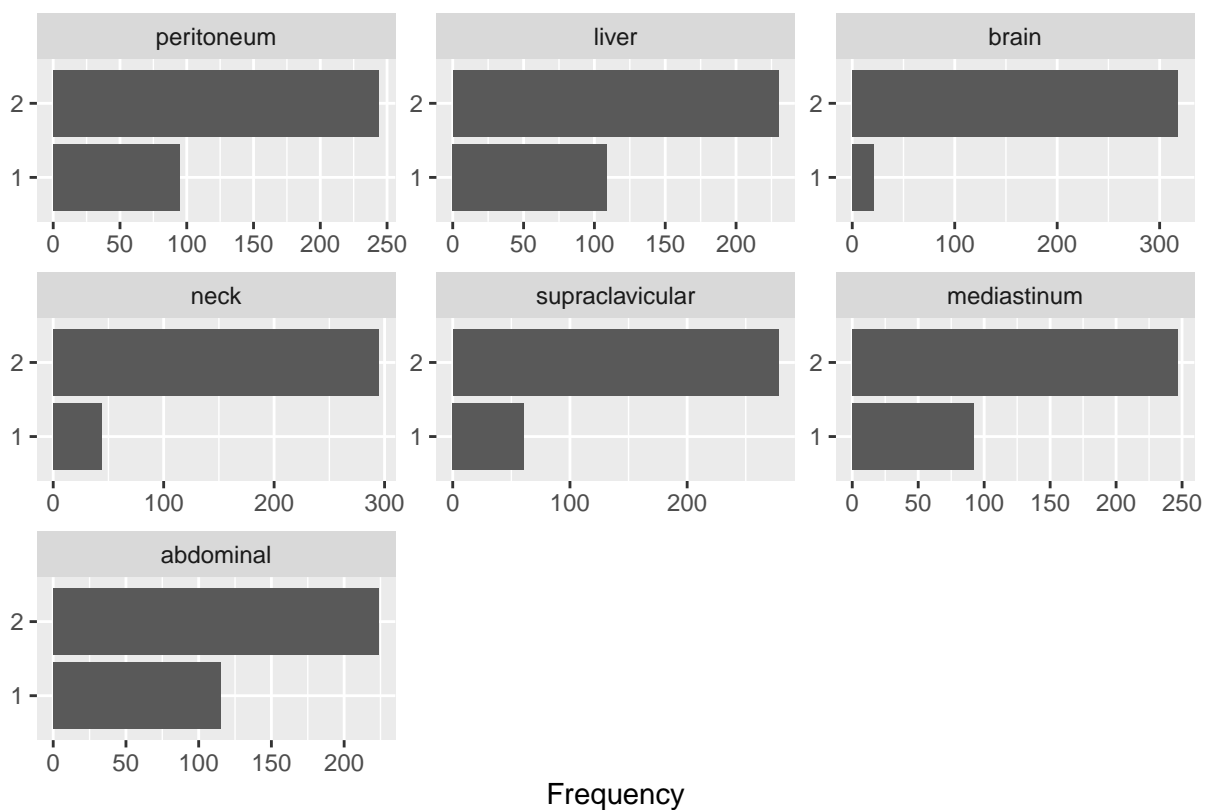 peritoneum liver brain
2 2 2
1 1 1
0 50 100 150 200 250 0 50 100 150 200 0 100 200 300
neck supraclavicular mediastinum
2 2 2
1 1 1
0 100 200 300 0 100 200 0 50 100 150 200 250
abdominal
2
1
0 50 100 150 200
Frequency